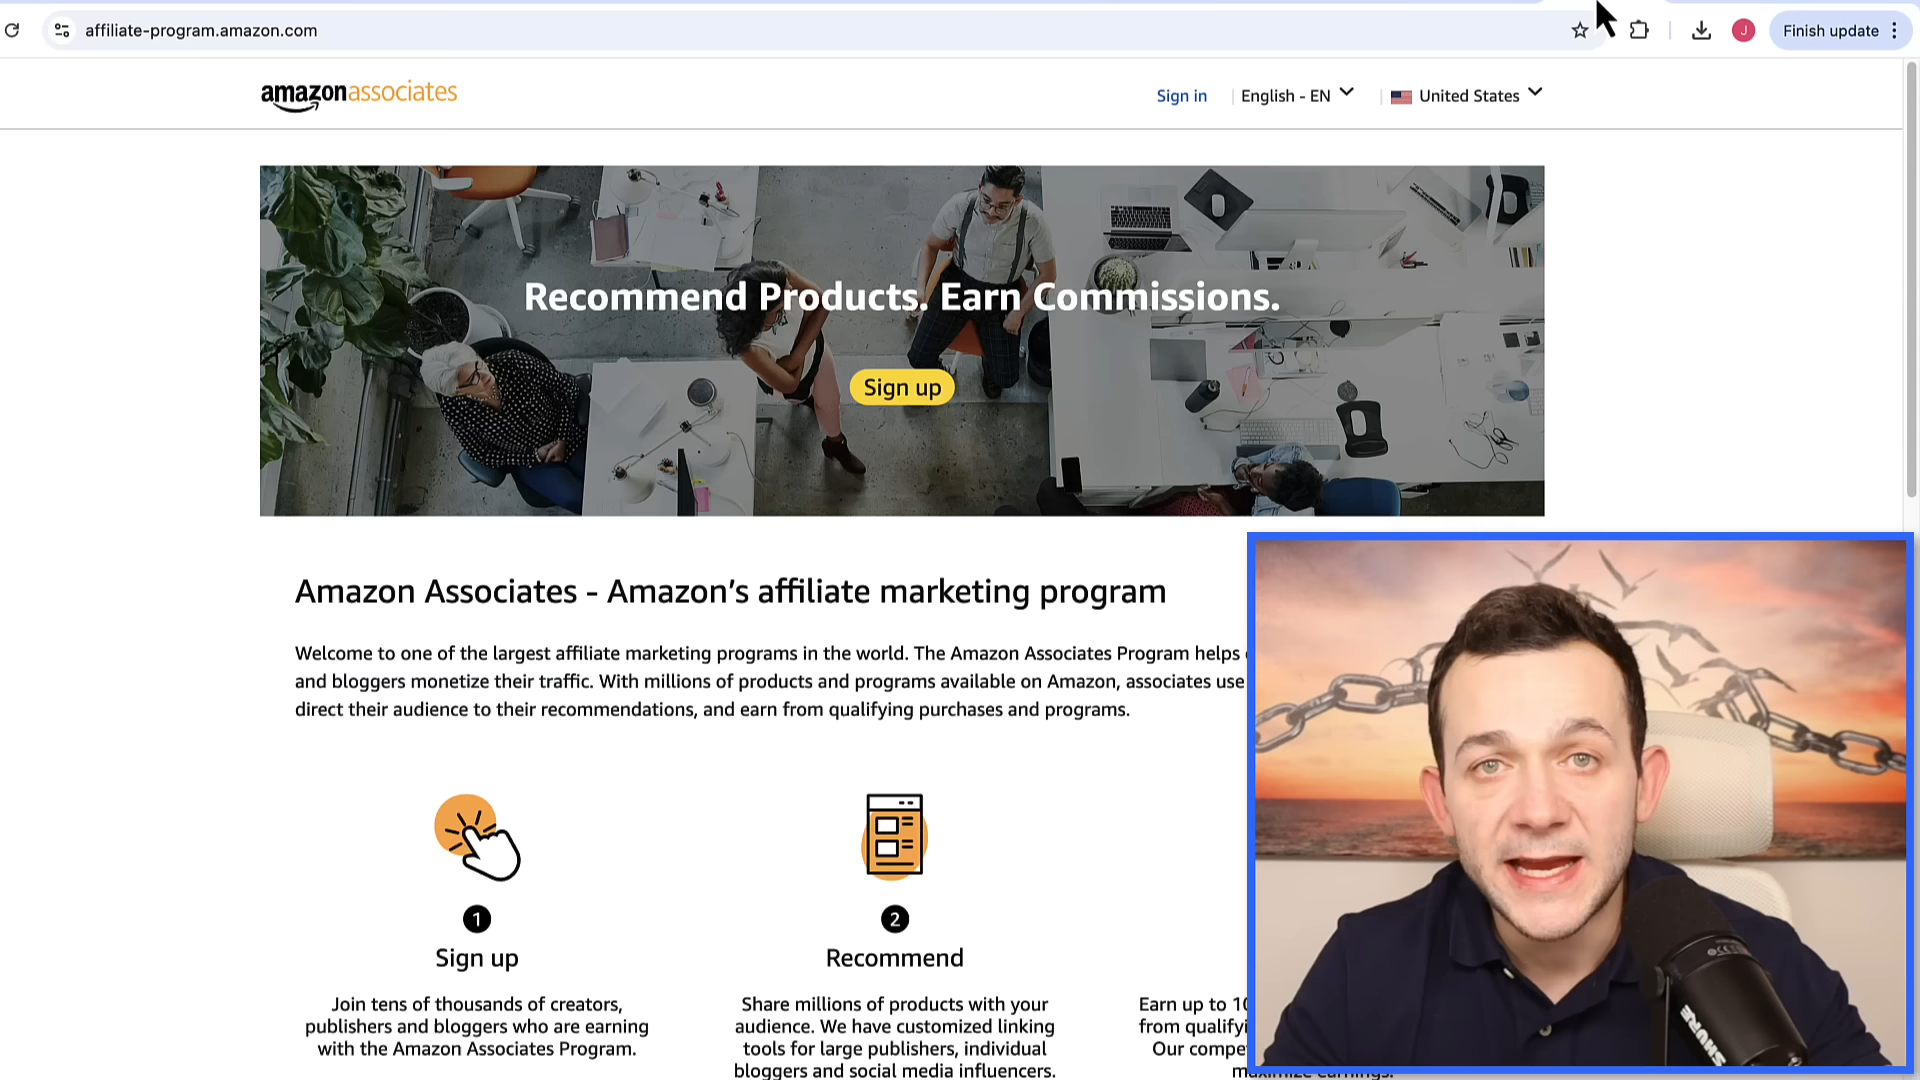 affiliate-program.amazon.com
J
Finish update
amazonassociates
Sign in
English - EN
United States
Recommend Products. Earn Commissions.
Sign up
Amazon Associates - Amazon’s affiliate marketing program
Welcome to one of the largest affiliate marketing programs in the world. The Amazon Associates Program helps
and bloggers monetize their traffic. With millions of products and programs available on Amazon, associates use
direct their audience to their recommendations, and earn from qualifying purchases and programs.
1
Sign up
Join tens of thousands of creators,
publishers and bloggers who are earning
with the Amazon Associates Program.
2
Recommend
Share millions of products with your
audience. We have customized linking
tools for large publishers, individual
bloggers and social media influencers.
Earn up to 10
from qualifyi
Our compe
maximize earnings.
SHURE